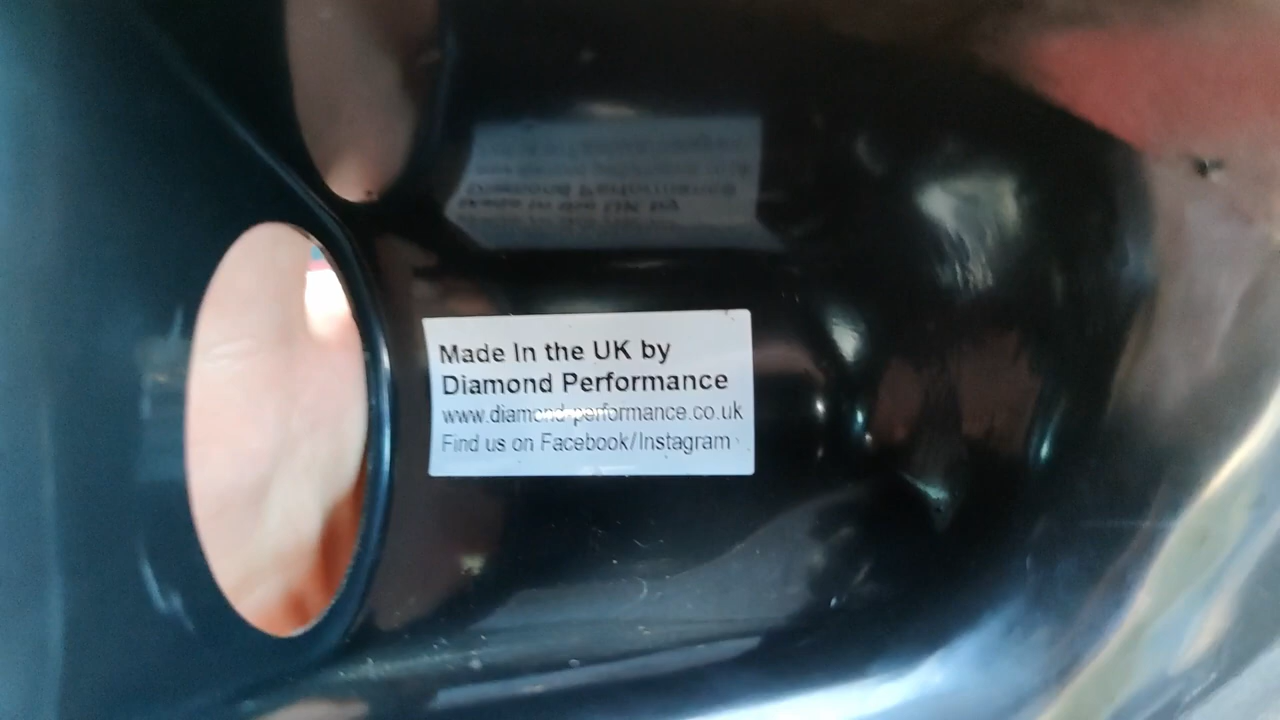 Made In the UK by
Diamond Performance
www.diamond-performance.co.uk
Find us on Facebook/Instagram